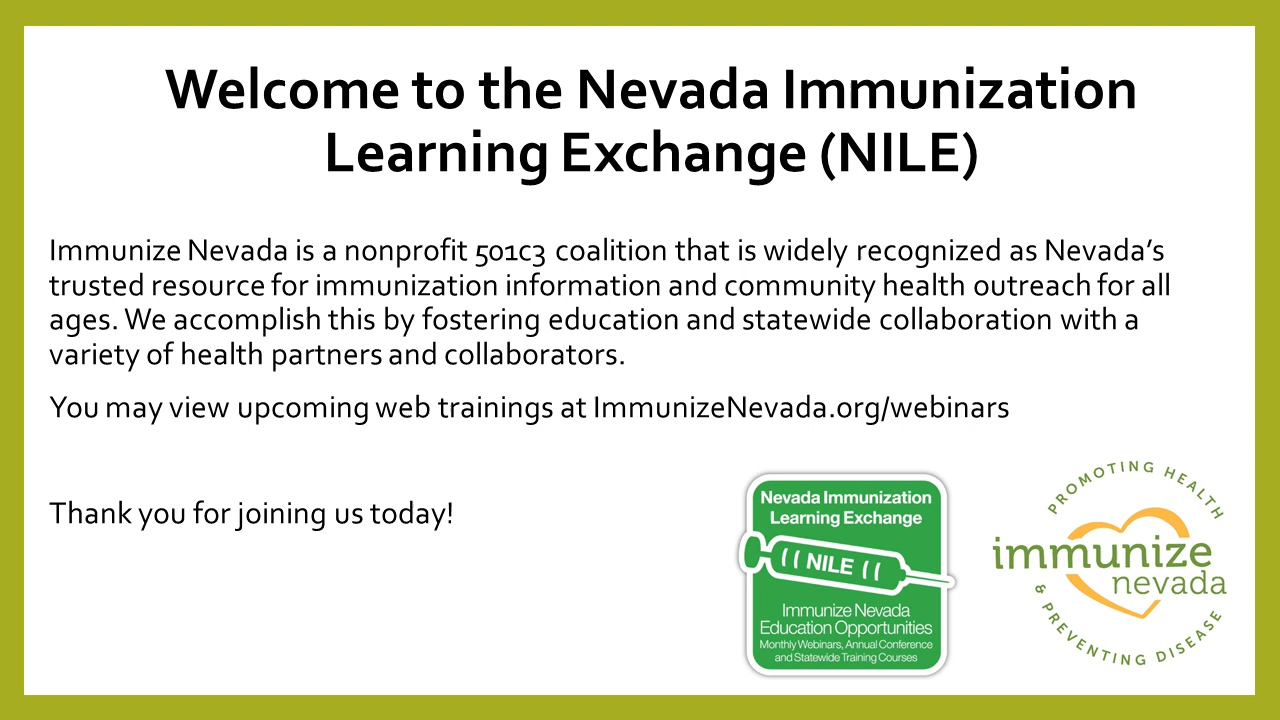 Welcome to the Nevada Immunization
Learning Exchange (NILE)
Immunize Nevada is a nonprofit 501c3 coalition that is widely recognized as Nevada’s
trusted resource for immunization information and community health outreach for all
ages. We accomplish this by fostering education and statewide collaboration with a
variety of health partners and collaborators.
You may view upcoming web trainings at ImmunizeNevada.org/webinars
Thank you for joining us today!
Nevada Immunization
Learning Exchange
NILE
Immunize Nevada
Education Opportunities
Monthly Webinars, Annual Conference
and Statewide Training Courses
PROMOTING HEALTH
immunize
nevada
& PREVENTING DISEASE